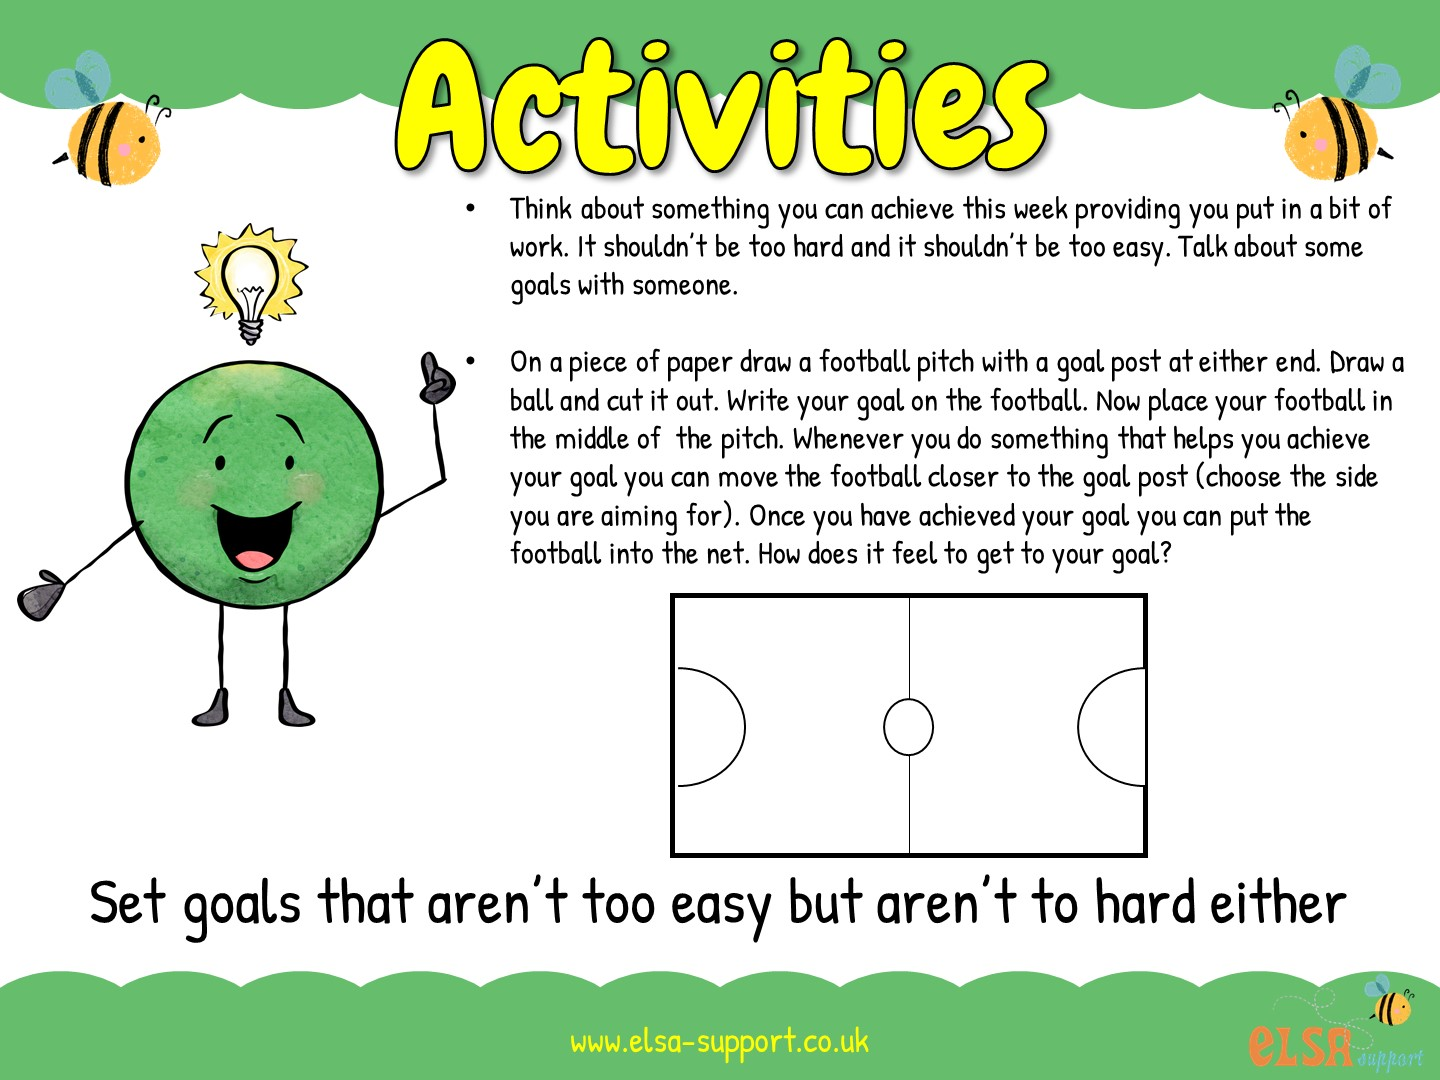 Activities
• Think about something you can achieve this week providing you put in a bit of
work. It shouldn't be too hard and it shouldn't be too easy. Talk about some
goals with someone.
• On a piece of paper draw a football pitch with a goal post at either end. Draw a
ball and cut it out. Write your goal on the football. Now place your football in
the middle of  the pitch. Whenever you do something that helps you achieve
your goal you can move the football closer to the goal post (choose the side
you are aiming for). Once you have achieved your goal you can put the
football into the net. How does it feel to get to your goal?
Set goals that aren't too easy but aren't to hard either
www.elsa-support.co.uk
ELSA support